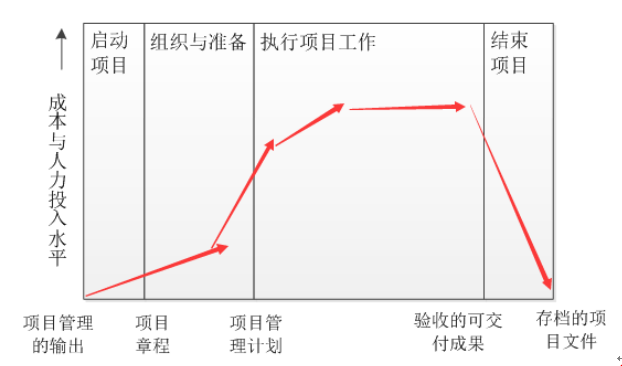 启动
项目
组织与准备
执行项目工作
结束
项目
成本与人力投入水平
项目管理
的输出
项目
章程
项目管
理计划
验收的可交
付成果
存档的项
目文件